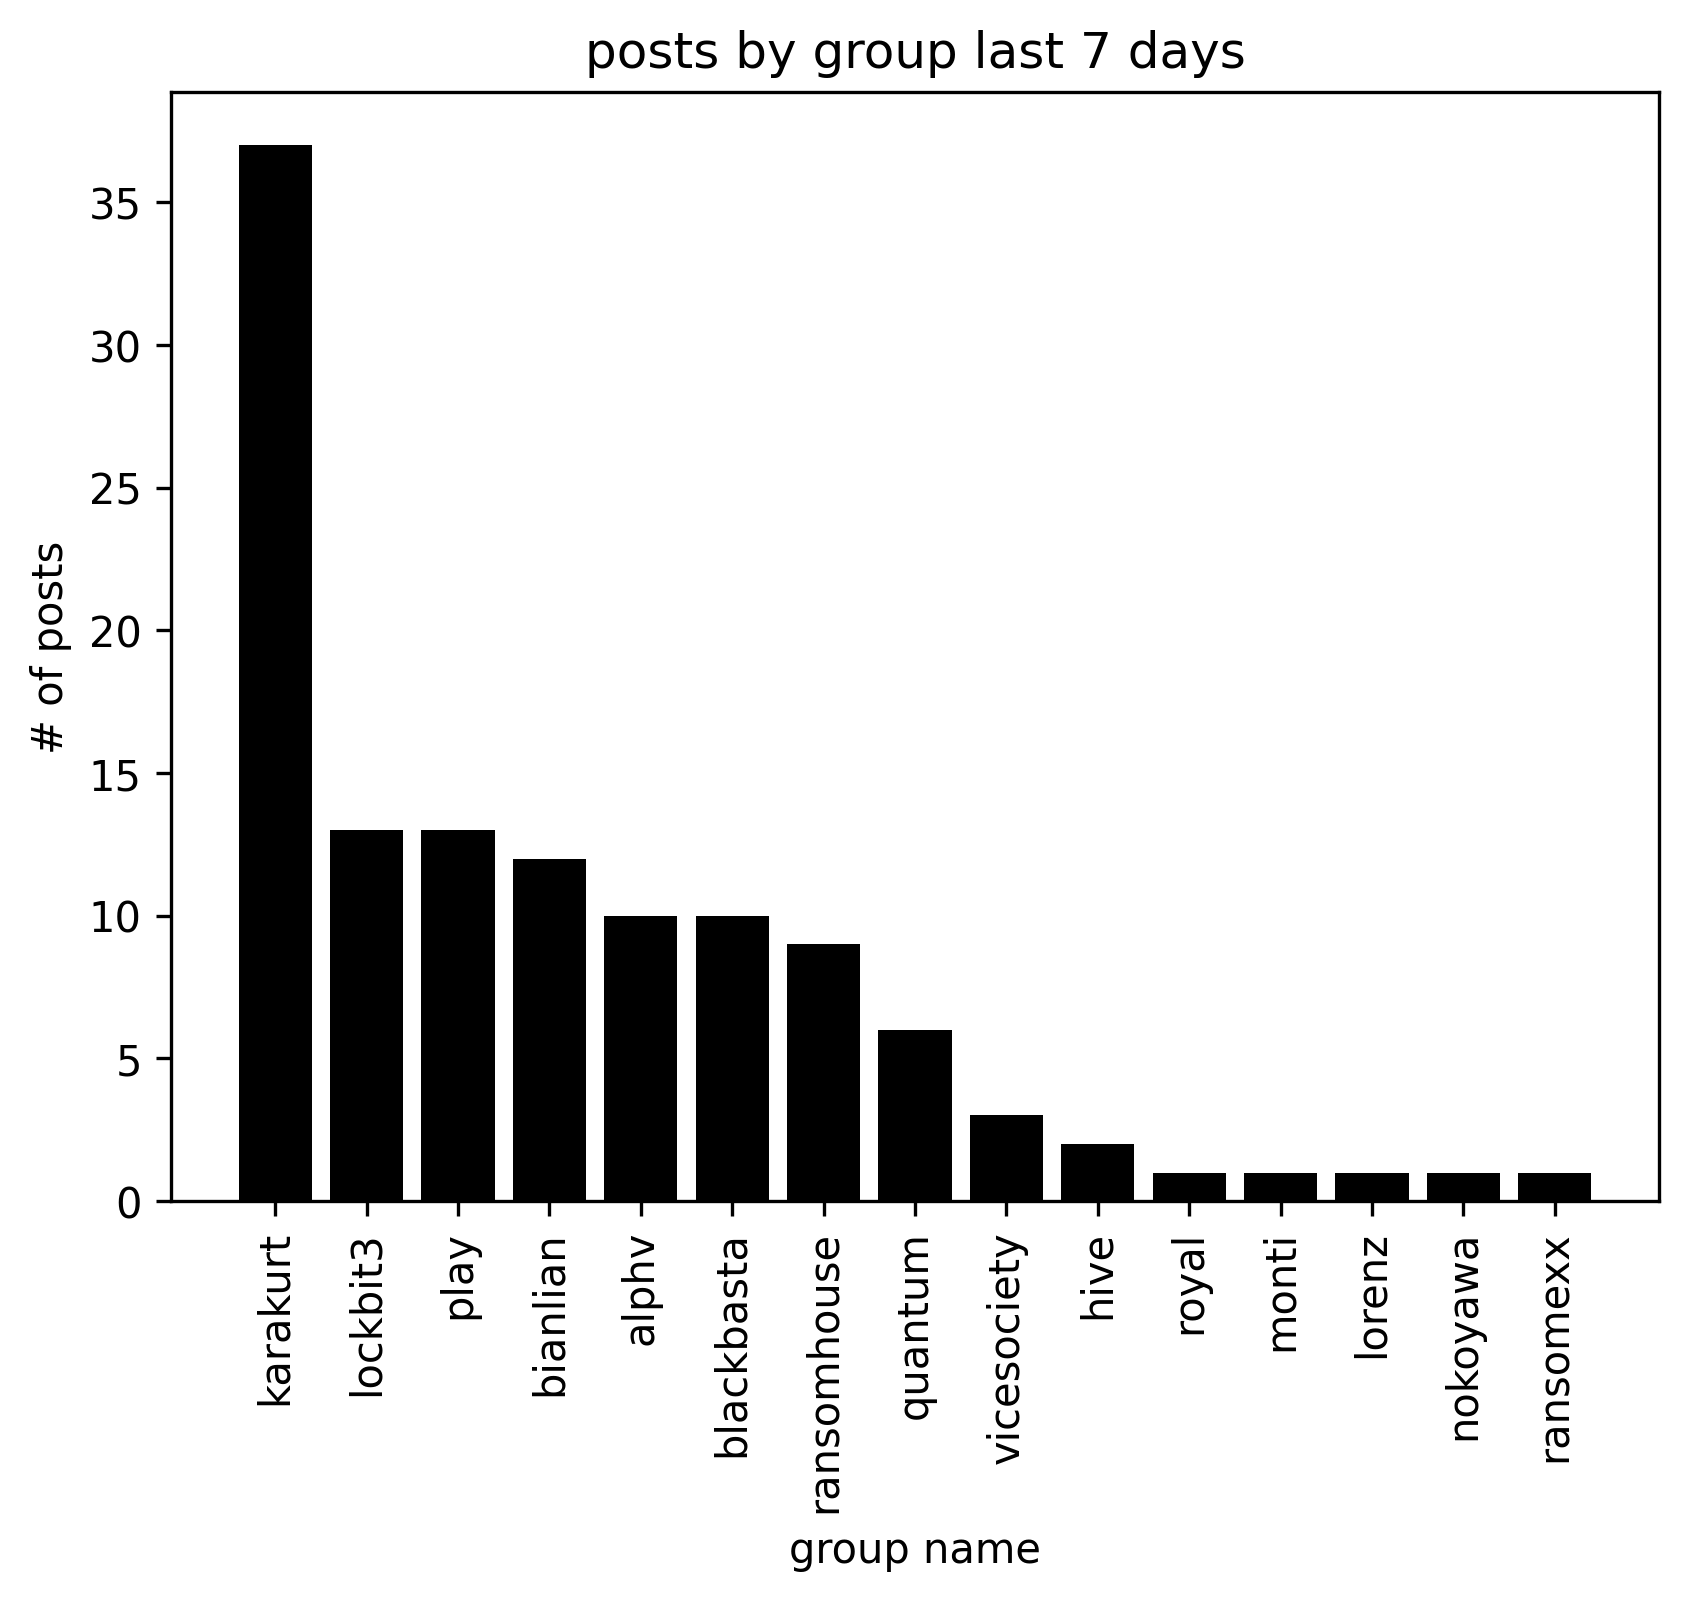 posts by group last 7 days
# of posts
35
30
25
20
15
10
5
0
karakurt
lockbit3
play
bianlian
alphv
blackbasta
ransomhouse
quantum
vicesociety
hive
royal
monti
lorenz
nokoyawa
ransomexx
group name